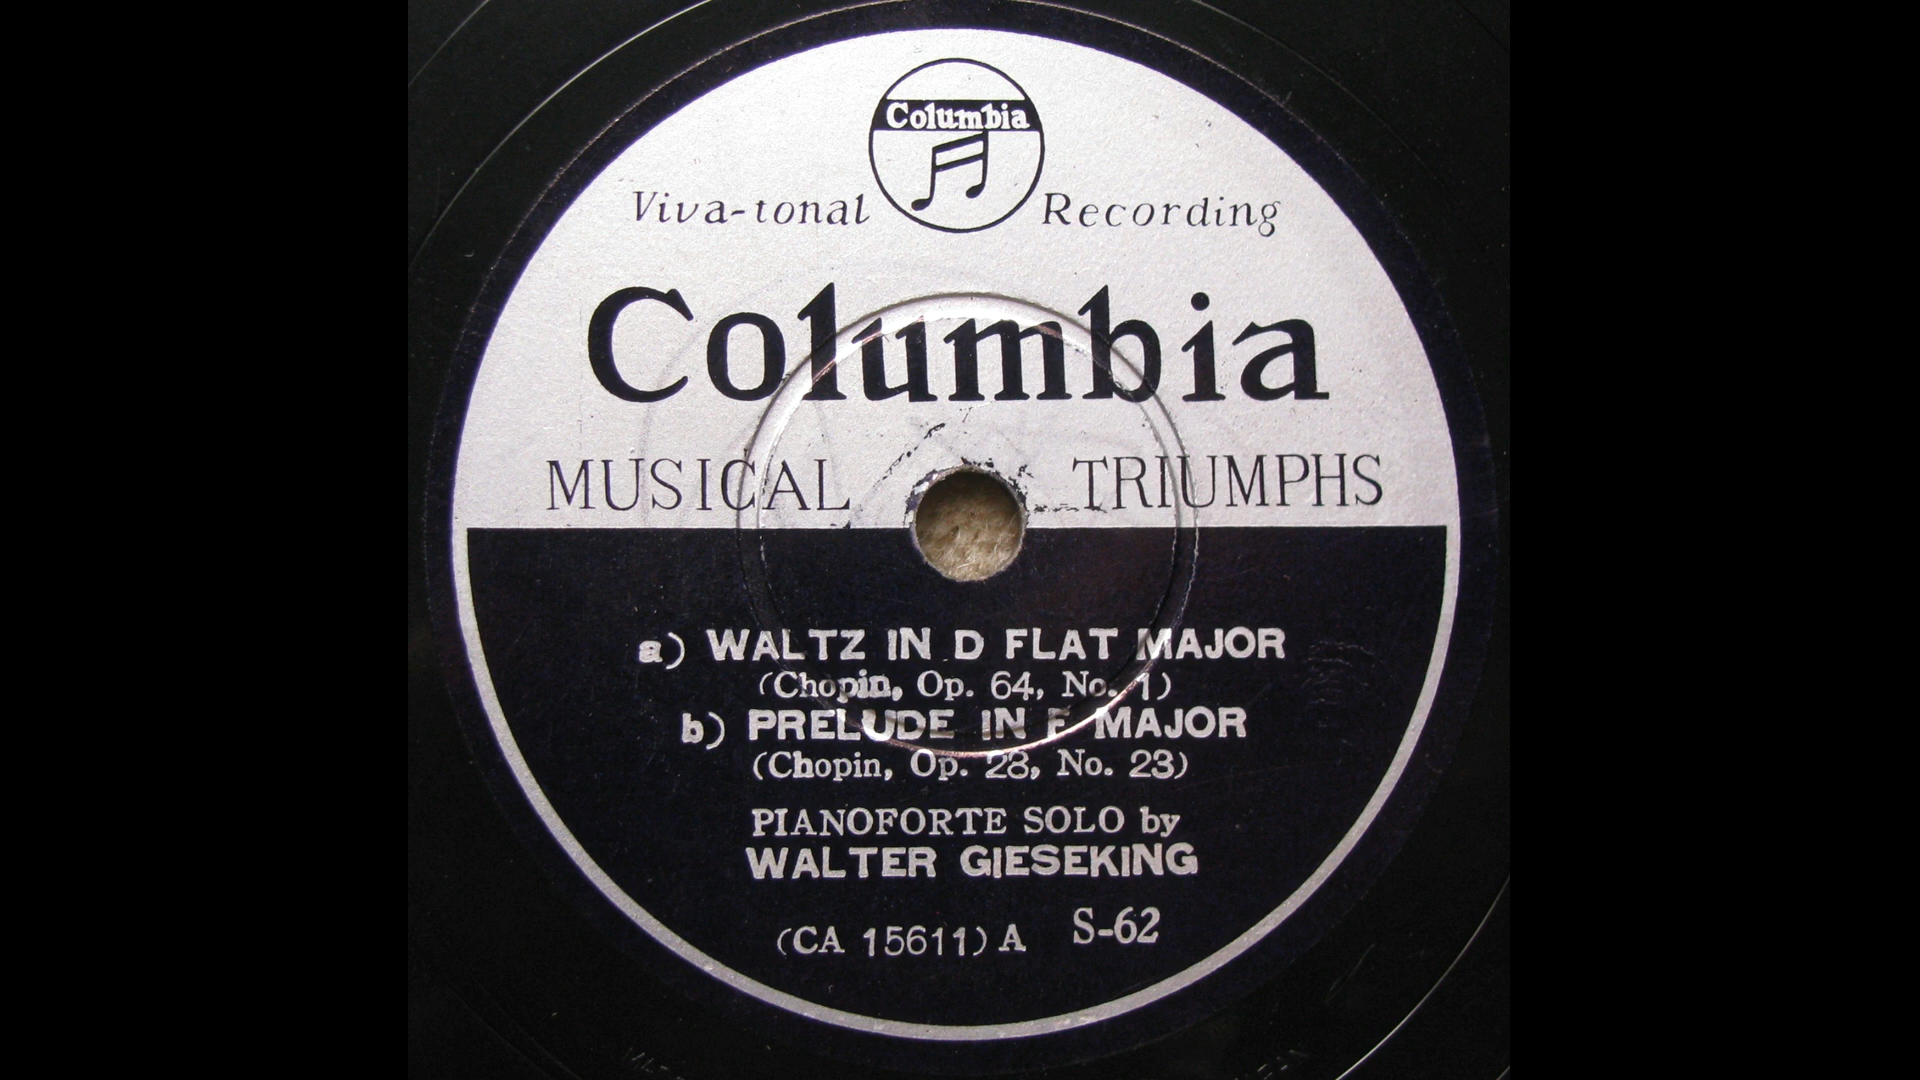 Columbia
Viva-tonal Recording
Columbia
MUSICAL TRIUMPHS
a) WALTZ IN D FLAT MAJOR
(Chopin, Op. 64, No. 1)
b) PRELUDE IN F MAJOR
(Chopin, Op. 28, No. 23)
PIANOFORTE SOLO by
WALTER GIESEKING
(CA 15611) A S-62